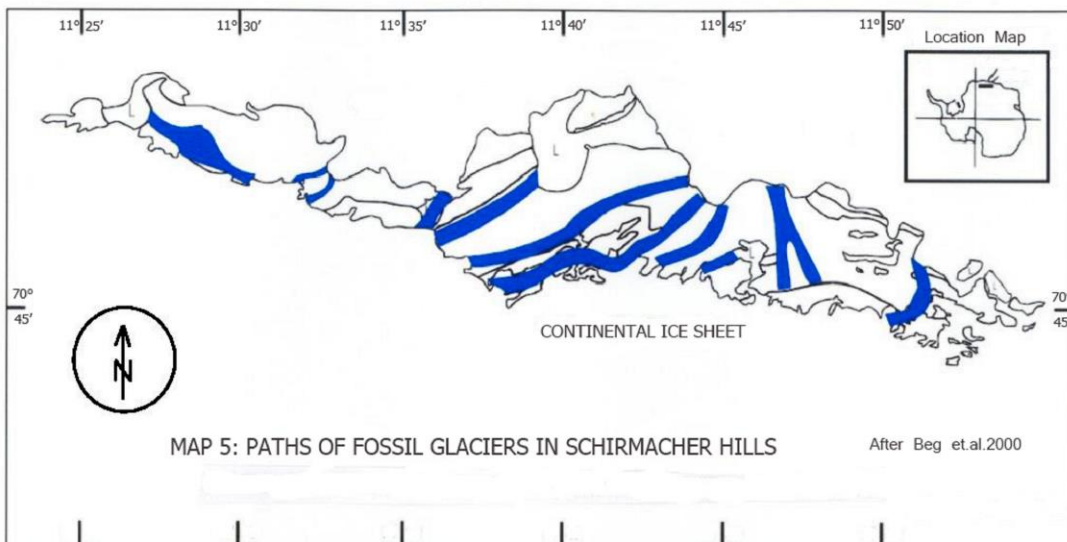 11° 25′ 11° 30′ 11° 35′ 11° 40′ 11° 45′ 11° 50′
Location Map
L
L
L
70°
45′
70°
45′
CONTINENTAL ICE SHEET
N
MAP 5: PATHS OF FOSSIL GLACIERS IN SCHIRMACHER HILLS
After Beg et.al.2000